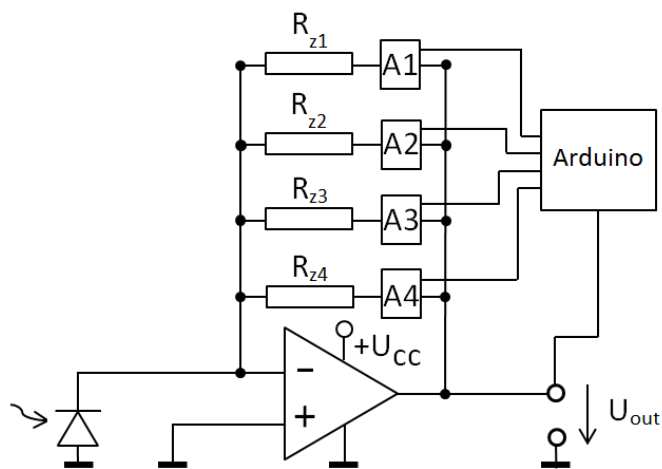 Rz1
A1
Rz2
A2
Arduino
Rz3
A3
Rz4
A4
+UCC
-
+
Uout